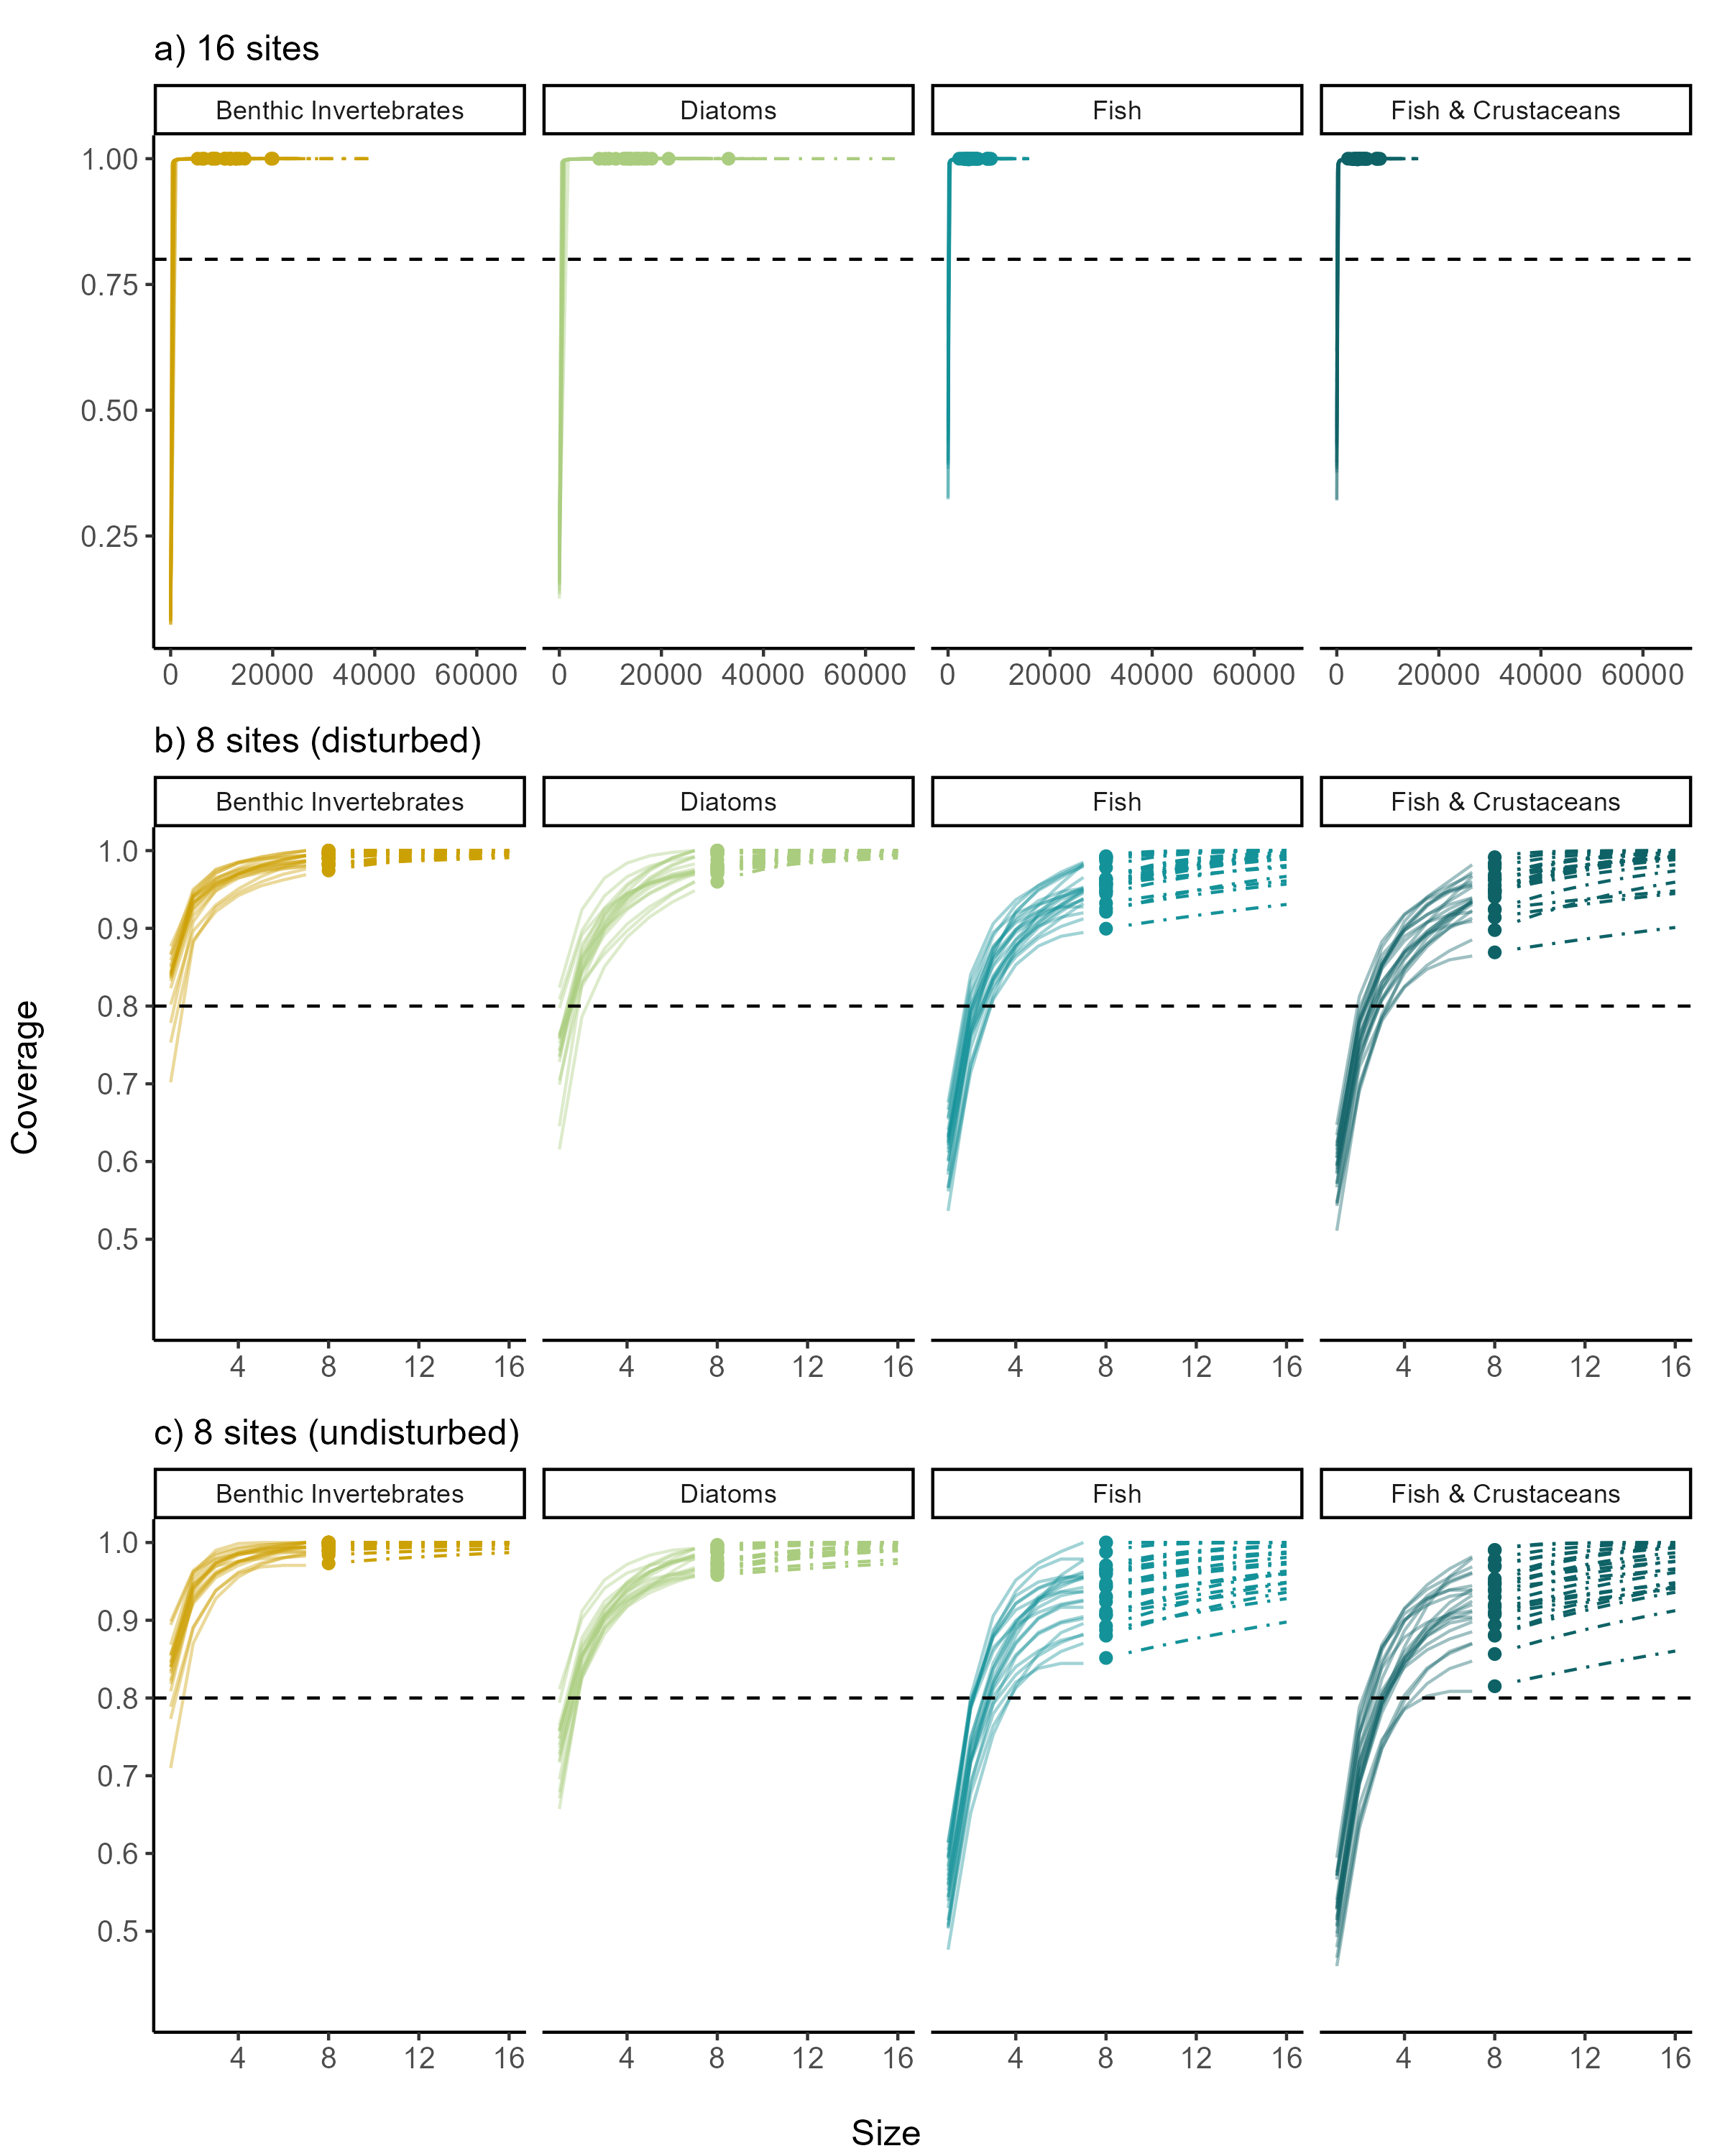 a) 16 sites
Benthic Invertebrates Diatoms Fish Fish & Crustaceans
1.00
0.75
0.50
0.25
0 20000 40000 60000 0 20000 40000 60000 0 20000 40000 60000 0 20000 40000 60000
b) 8 sites (disturbed)
Benthic Invertebrates Diatoms Fish Fish & Crustaceans
1.0
0.9
0.8
0.7
0.6
0.5
4 8 12 16 4 8 12 16 4 8 12 16 4 8 12 16
Coverage
c) 8 sites (undisturbed)
Benthic Invertebrates Diatoms Fish Fish & Crustaceans
1.0
0.9
0.8
0.7
0.6
0.5
4 8 12 16 4 8 12 16 4 8 12 16 4 8 12 16
Size